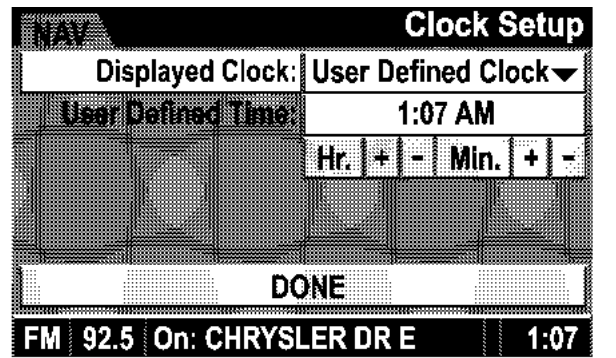 NAV Clock Setup
Displayed Clock: User Defined Clock
User Defined Time: 1:07 AM
Hr. + - Min. + -
DONE
FM 92.5 On: CHRYSLER DR E 1:07